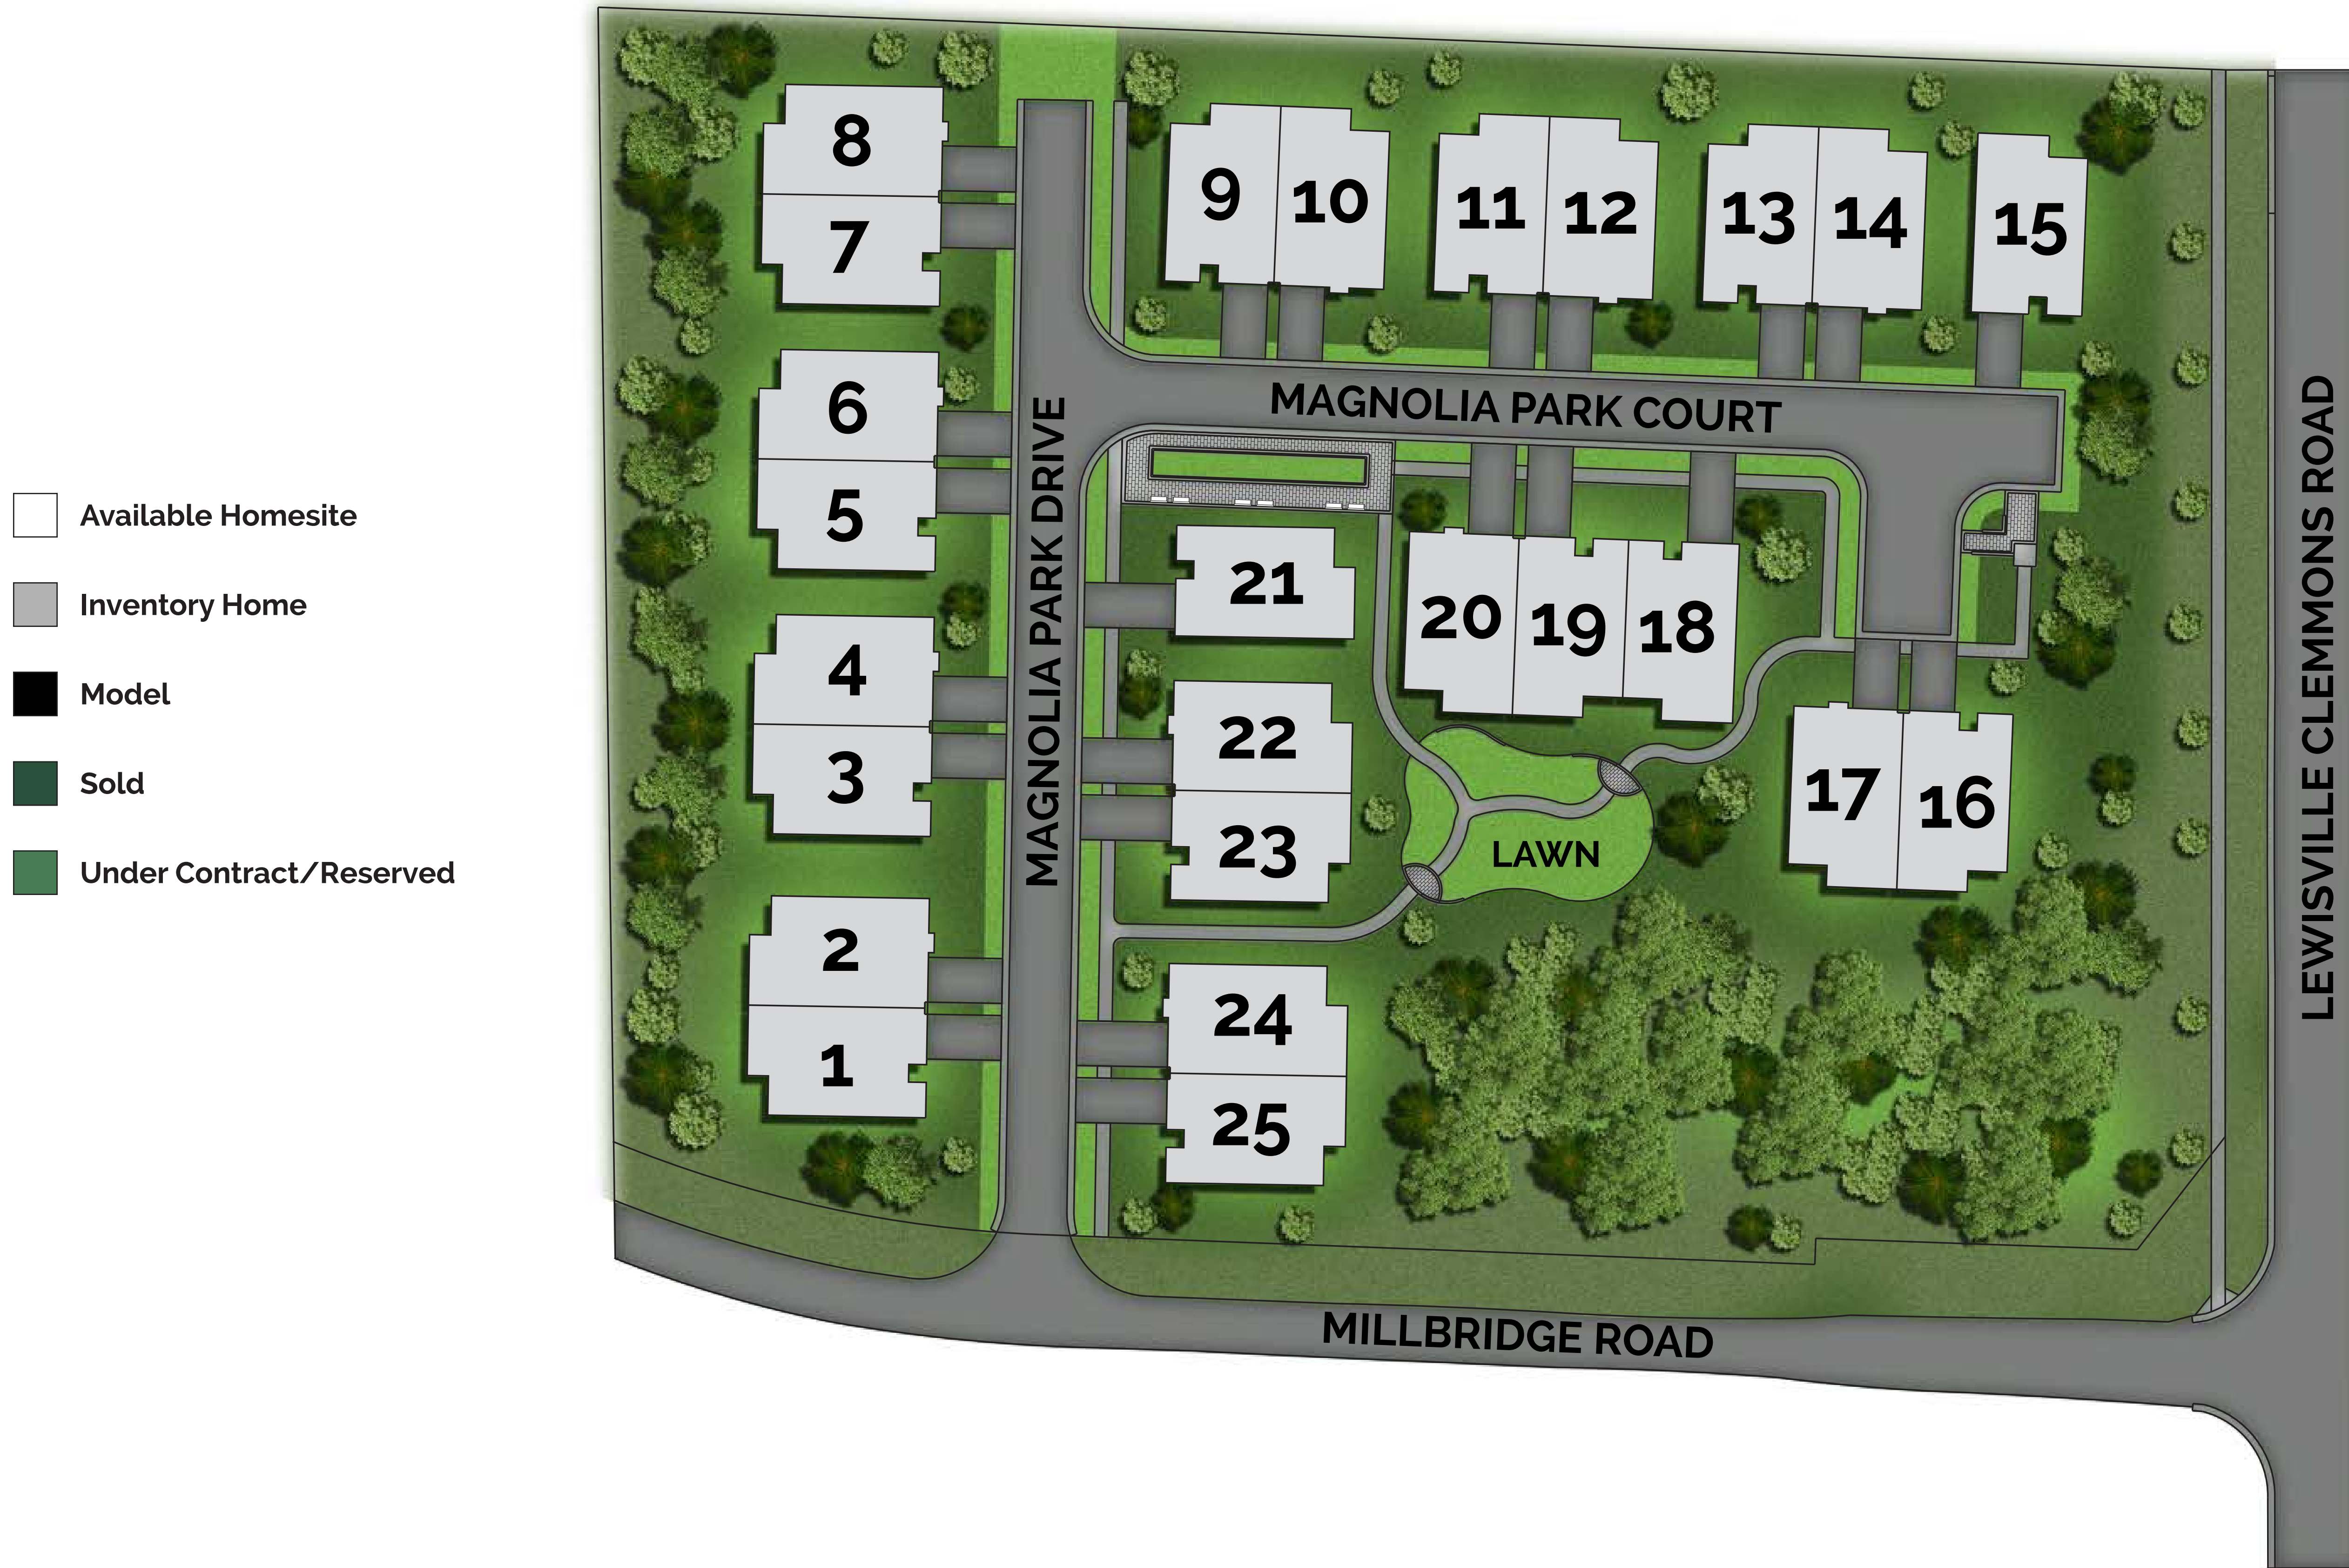 Available Homesite
Inventory Home
Model
Sold
Under Contract/Reserved
8
7
6
5
4
3
2
1
MAGNOLIA PARK DRIVE
9
10
11
12
13
14
15
MAGNOLIA PARK COURT
21
22
23
24
25
20
19
18
17
16
LAWN
MILLBRIDGE ROAD
LEWISVILLE CLEMMONS ROAD